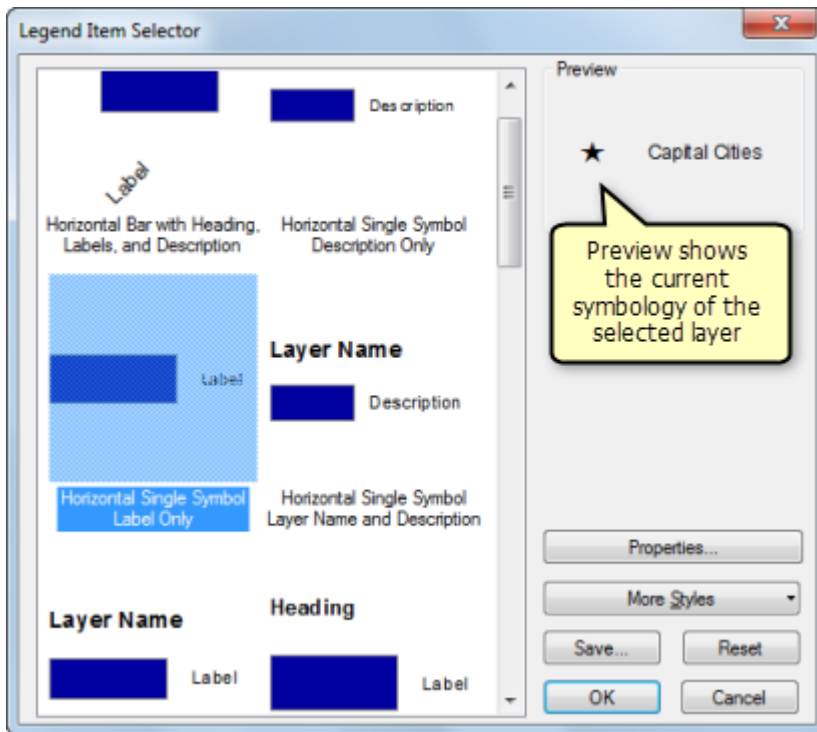 Legend Item Selector
Preview
Description
Label
Capital Cities
Horizontal Bar with Heading,
Labels, and Description
Horizontal Single Symbol
Description Only
Preview shows
the current
symbology of the
selected layer
Label
Layer Name
Description
Horizontal Single Symbol
Label Only
Horizontal Single Symbol
Layer Name and Description
Properties...
More Styles
Layer Name
Label
Heading
Label
Save...
Reset
OK
Cancel